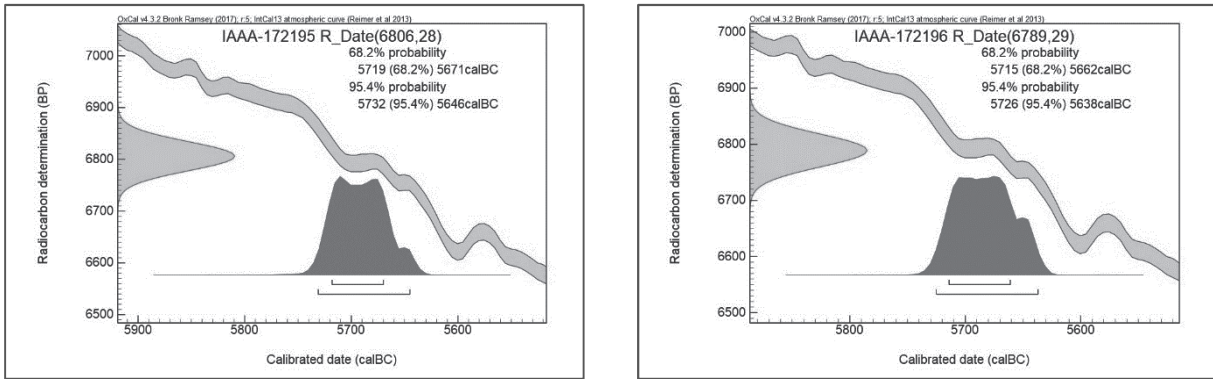 OxCal v4.3.2 Bronk Ramsey (2017); r:5; IntCal13 atmospheric curve (Reimer et al 2013)
IAAA-172195 R_Date(6806,28)
68.2% probability
5719 (68.2%) 5671calBC
95.4% probability
5732 (95.4%) 5646calBC
Radiocarbon determination (BP)
7000
6900
6800
6700
6600
6500
5900
5800
5700
5600
Calibrated date (calBC)
OxCal v4.3.2 Bronk Ramsey (2017); r:5; IntCal13 atmospheric curve (Reimer et al 2013)
IAAA-172196 R_Date(6789,29)
68.2% probability
5715 (68.2%) 5662calBC
95.4% probability
5726 (95.4%) 5638calBC
Radiocarbon determination (BP)
7000
6900
6800
6700
6600
6500
5800
5700
5600
Calibrated date (calBC)